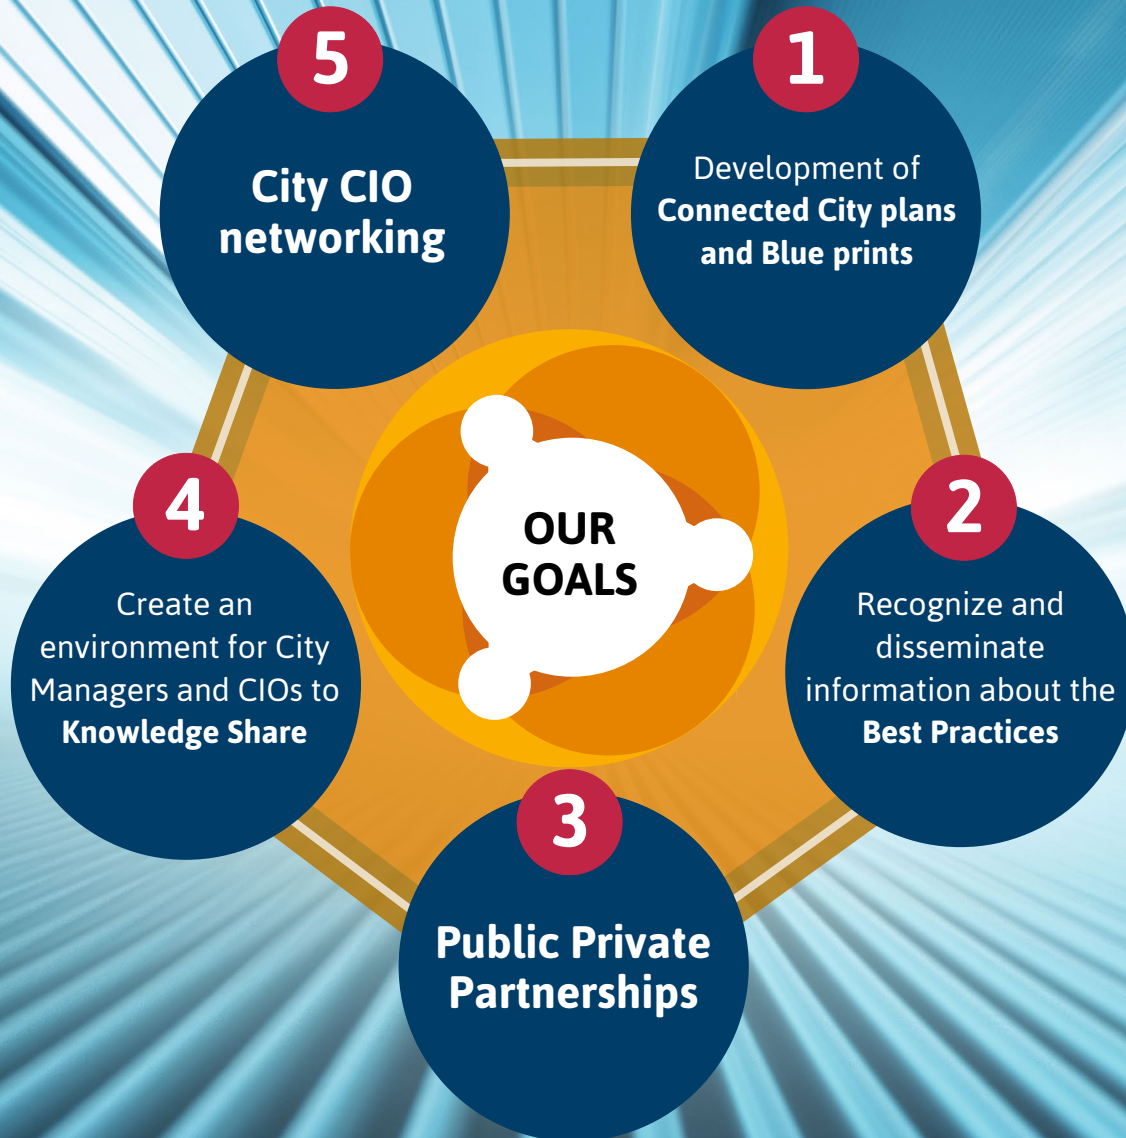 OUR
GOALS
1
Development of
Connected City plans
and Blue prints
2
Recognize and
disseminate
information about the
Best Practices
3
Public Private
Partnerships
4
Create an
environment for City
Managers and CIOs to
Knowledge Share
5
City CIO
networking